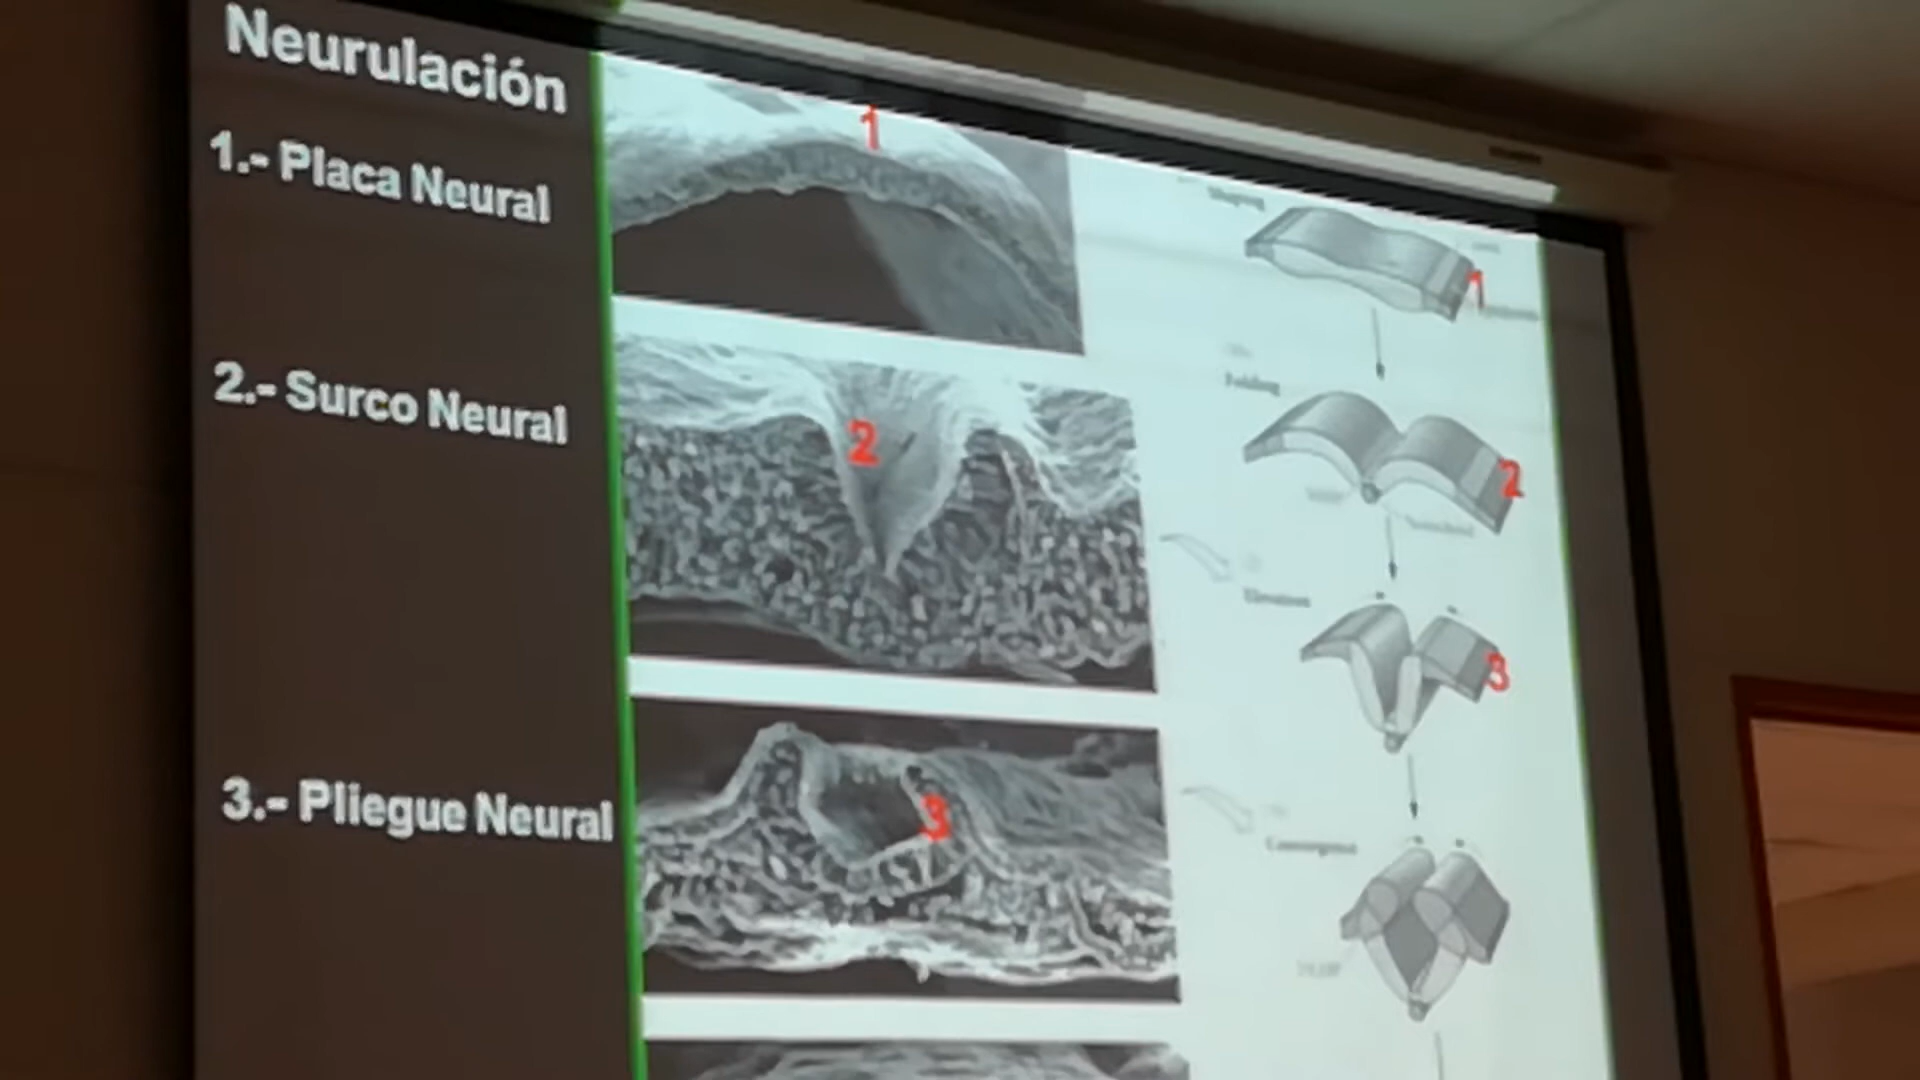 Neurulación
1.- Placa Neural
1
1
2.- Surco Neural
2
Folding
2
Elevation
3
3.- Pliegue Neural
3
Convergence